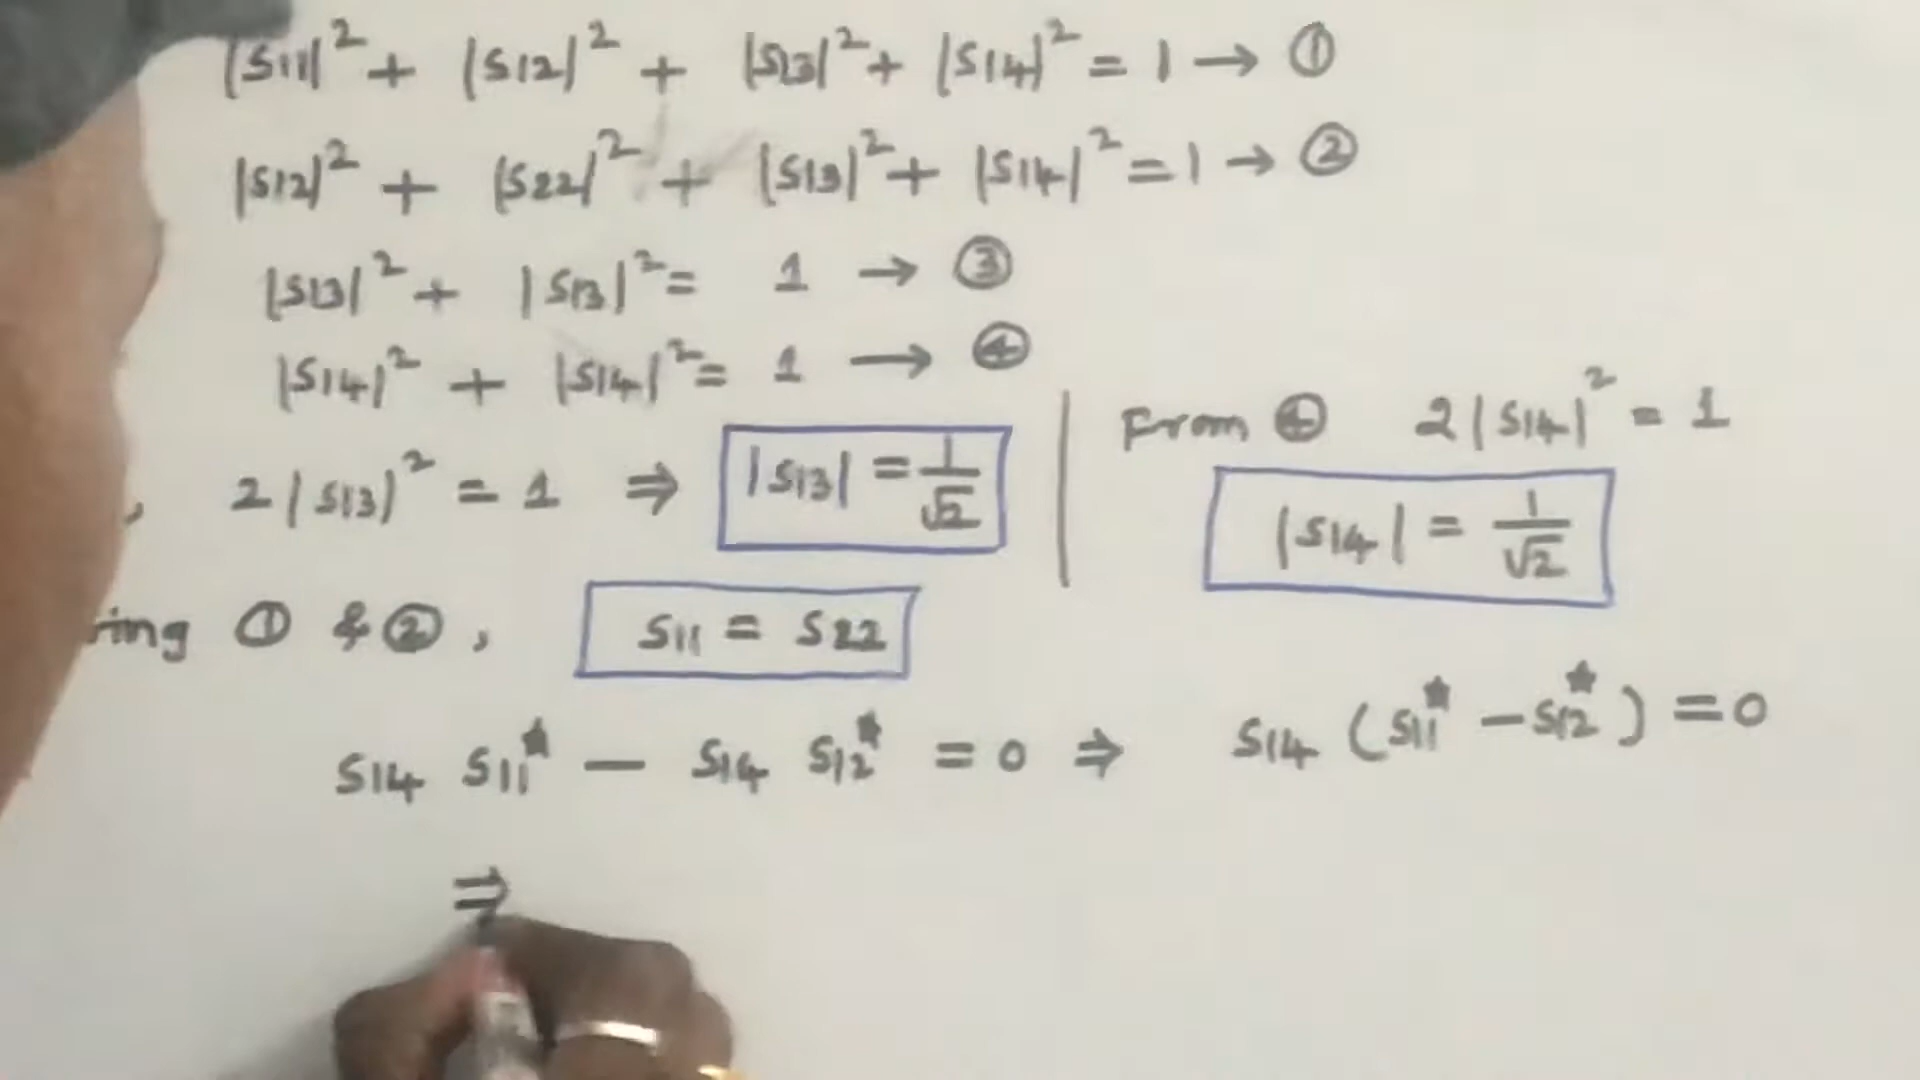 |S11|² + |S12|² + |S13|² + |S14|² = 1 → ①
|S12|² + |S22|² + |S13|² + |S14|² = 1 → ②
|S13|² + |S13|² = 1 → ③
|S14|² + |S14|² = 1 → ④
, 2|S13|² = 1 ⇒ |S13| = 1/√2
From ④ 2|S14|² = 1
|S14| = 1/√2
① & ②, S11 = S22
S14 S11* - S14 S12* = 0 ⇒ S14 (S11* - S12*) = 0
⇒